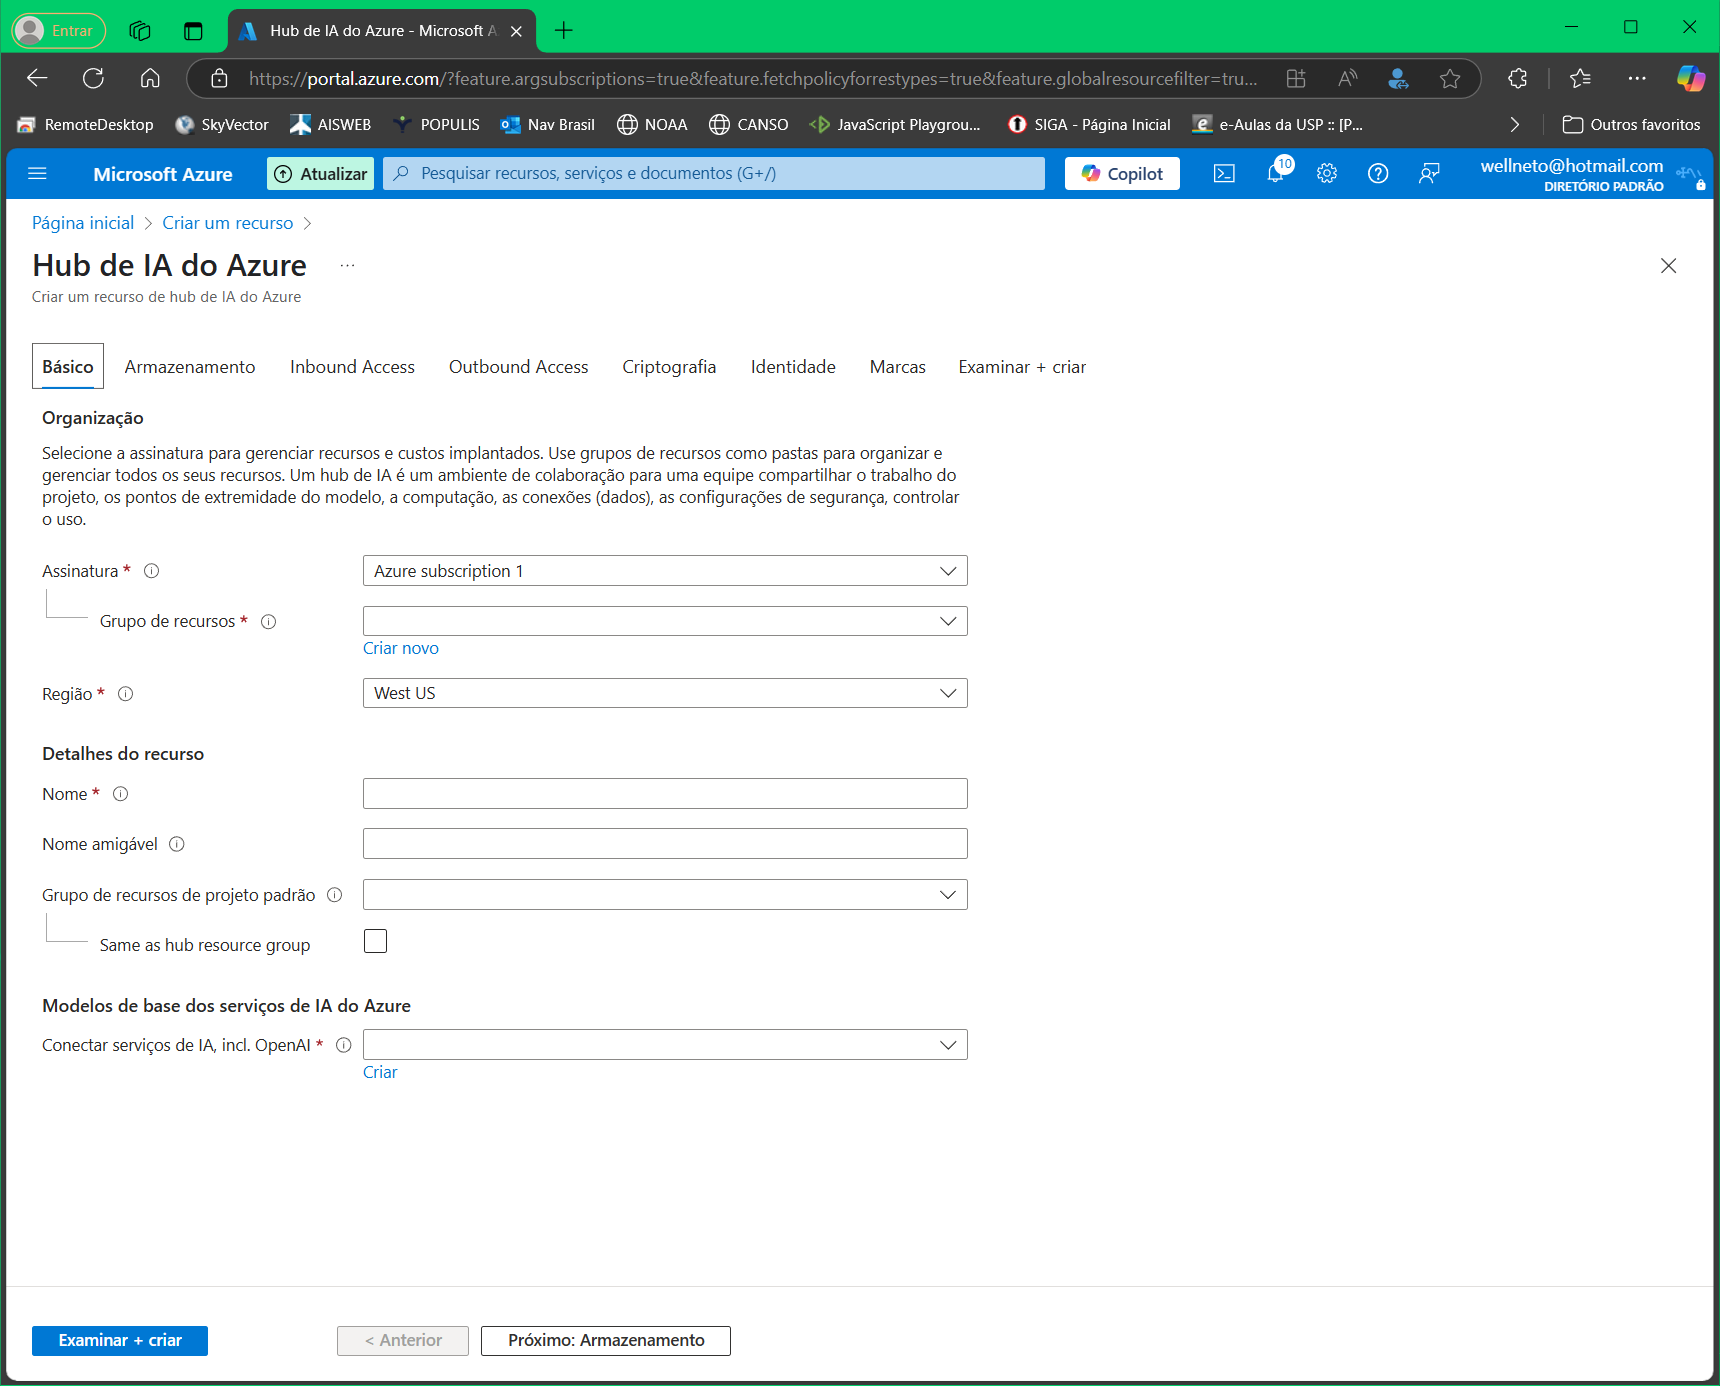 Entrar
Hub de IA do Azure - Microsoft A
https://portal.azure.com/?feature.argsubscriptions=true&feature.fetchpolicyforrestypes=true&feature.globalresourcefilter=tru...
RemoteDesktop SkyVector AISWEB POPULIS Nav Brasil NOAA CANSO JavaScript Playgrou... SIGA - Página Inicial e-Aulas da USP :: [P... Outros favoritos
Microsoft Azure Atualizar Pesquisar recursos, serviços e documentos (G+/) Copilot 10 wellneto@hotmail.com
DIRETÓRIO PADRÃO
Página inicial > Criar um recurso >
Hub de IA do Azure ...
Criar um recurso de hub de IA do Azure
Básico Armazenamento Inbound Access Outbound Access Criptografia Identidade Marcas Examinar + criar
Organização
Selecione a assinatura para gerenciar recursos e custos implantados. Use grupos de recursos como pastas para organizar e
gerenciar todos os seus recursos. Um hub de IA é um ambiente de colaboração para uma equipe compartilhar o trabalho do
projeto, os pontos de extremidade do modelo, a computação, as conexões (dados), as configurações de segurança, controlar
o uso.
Assinatura * Azure subscription 1
Grupo de recursos *
Criar novo
Região * West US
Detalhes do recurso
Nome *
Nome amigável
Grupo de recursos de projeto padrão
Same as hub resource group
Modelos de base dos serviços de IA do Azure
Conectar serviços de IA, incl. OpenAI *
Criar
Examinar + criar < Anterior Próximo: Armazenamento